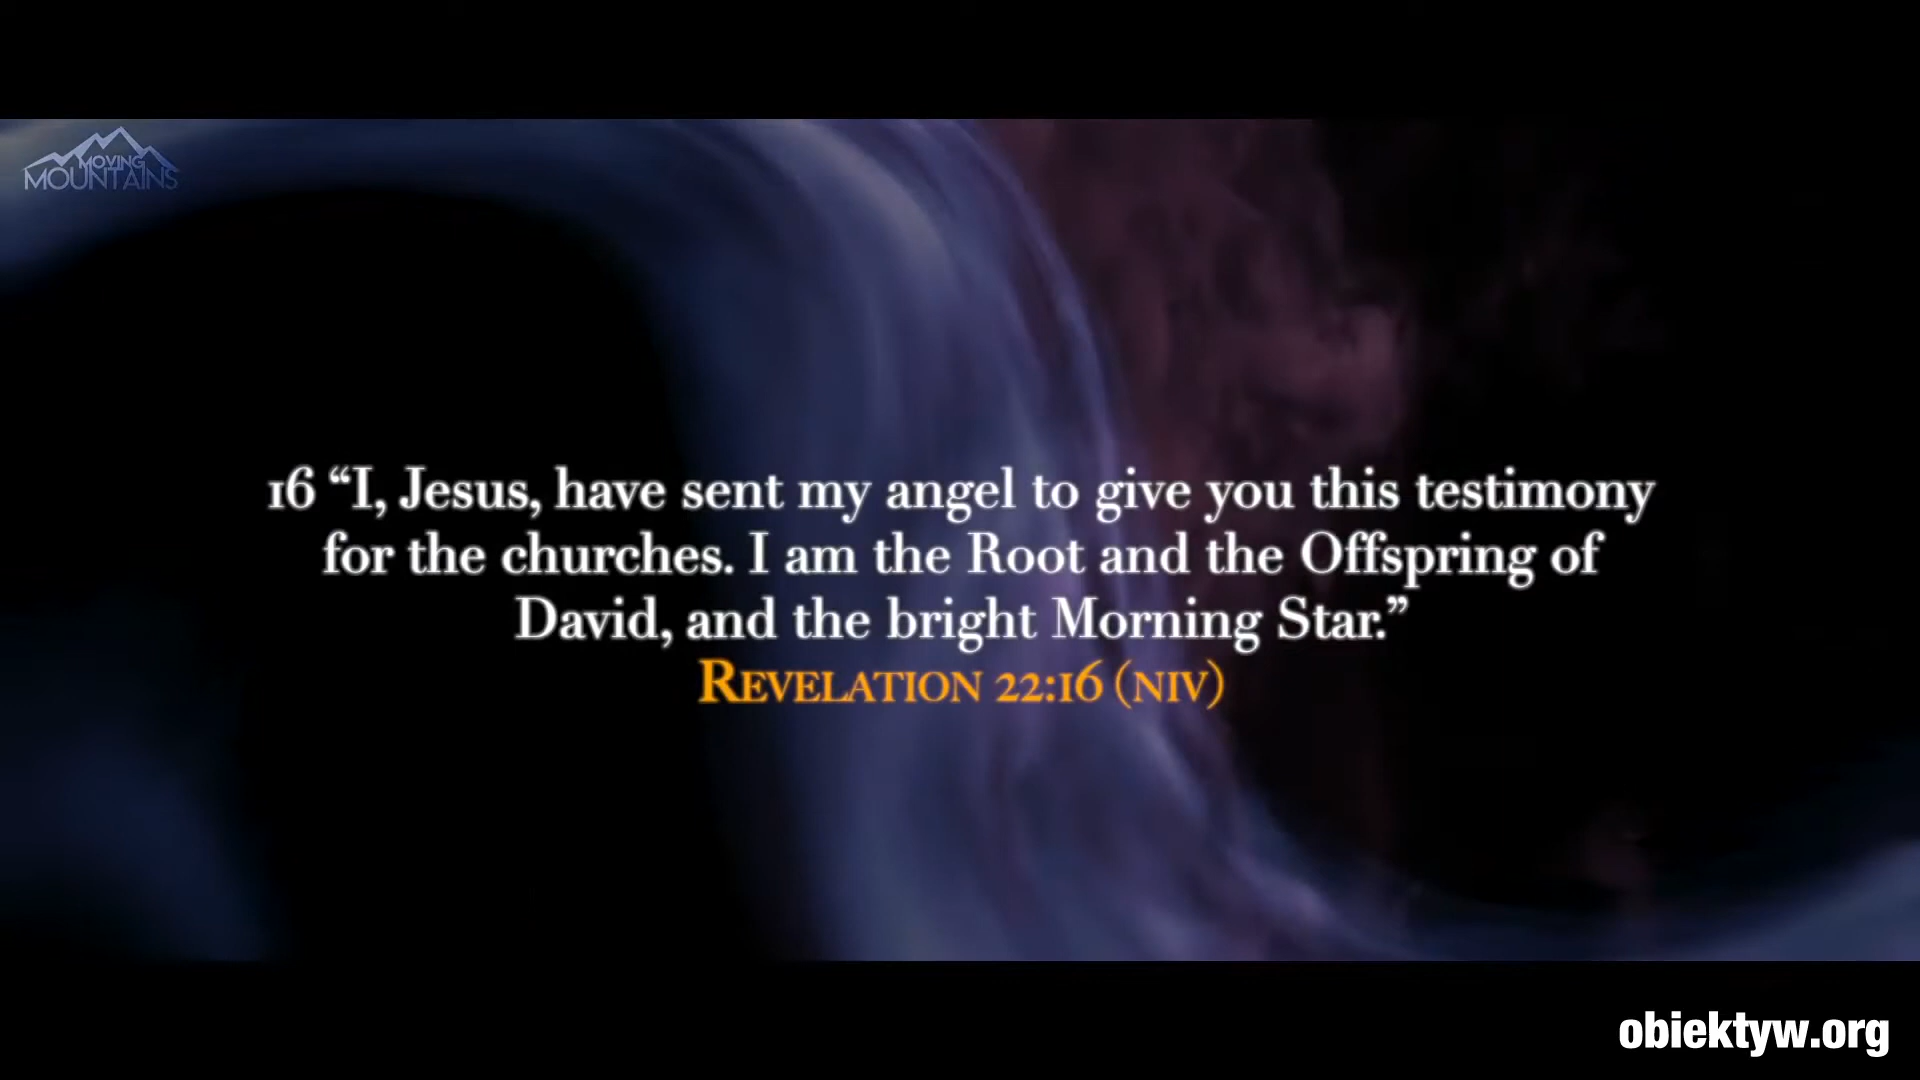 MOVING
MOUNTAINS
16 “I, Jesus, have sent my angel to give you this testimony
for the churches. I am the Root and the Offspring of
David, and the bright Morning Star.”
REVELATION 22:16 (NIV)
obiektyw.org